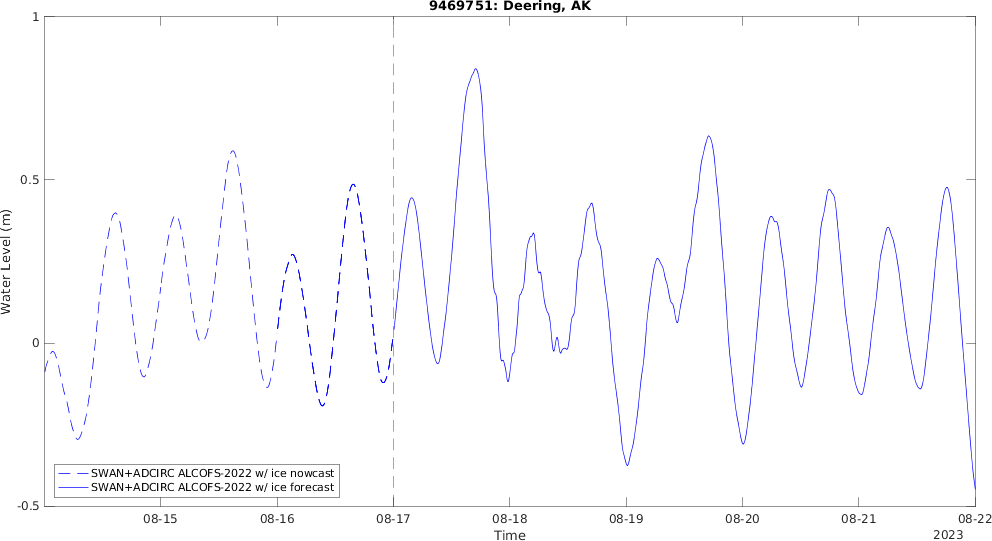 9469751: Deering, AK
1
0.5
0
-0.5
Water Level (m)
SWAN+ADCIRC ALCOFS-2022 w/ ice nowcast
SWAN+ADCIRC ALCOFS-2022 w/ ice forecast
08-15 08-16 08-17 08-18 08-19 08-20 08-21 08-22
Time
2023